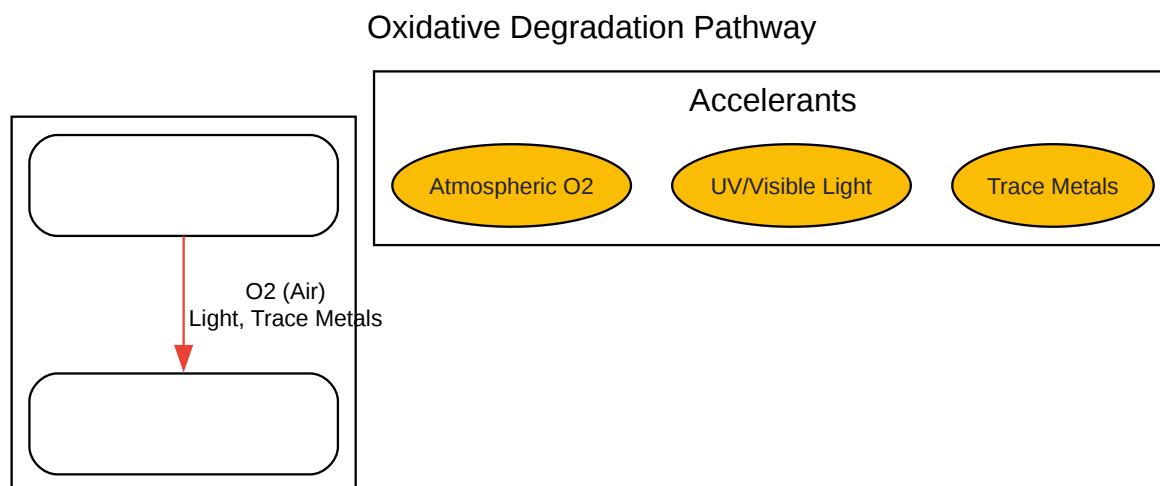 Oxidative Degradation Pathway
Accelerants
Atmospheric O2
UV/Visible Light
Trace Metals
O2 (Air)
Light, Trace Metals